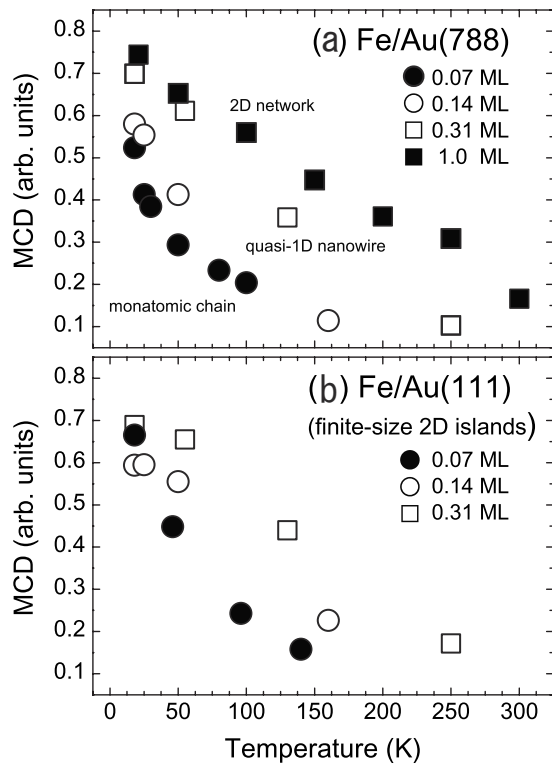 0.8
0.7
0.6
0.5
0.4
0.3
0.2
0.1
MCD (arb. units)
(a) Fe/Au(788)
0.07 ML
0.14 ML
0.31 ML
1.0 ML
2D network
quasi-1D nanowire
monatomic chain
0.8
0.7
0.6
0.5
0.4
0.3
0.2
0.1
MCD (arb. units)
(b) Fe/Au(111)
(finite-size 2D islands)
0.07 ML
0.14 ML
0.31 ML
0 50 100 150 200 250 300
Temperature (K)